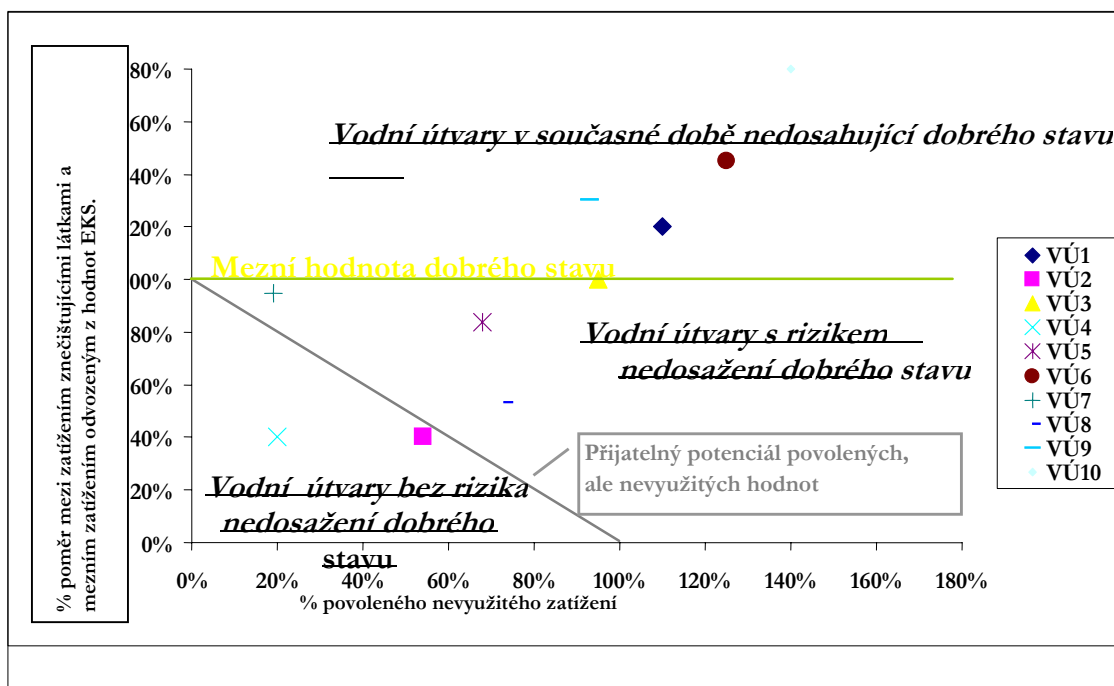 % poměr mezi zatížením znečištujícími látkami a
mezním zatížením odvozeným z hodnot EKS.
80%
60%
40%
20%
00%
80%
60%
40%
20%
0%
Vodní útvary v současné době nedosahující dobrého stavu
Mezní hodnota dobrého stavu
Vodní útvary s rizikem
nedosažení dobrého stavu
Přijatelný potenciál povolených,
ale nevyužitých hodnot
Vodní útvary bez rizika
nedosažení dobrého
stavu
0% 20% 40% 60% 80% 100% 120% 140% 160% 180%
% povoleného nevyužitého zatížení
VÚ1
VÚ2
VÚ3
VÚ4
VÚ5
VÚ6
VÚ7
VÚ8
VÚ9
VÚ10